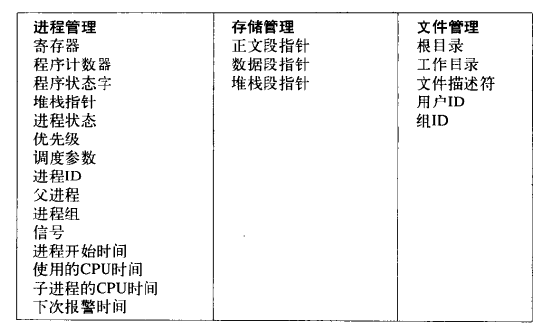 进程管理
寄存器
程序计数器
程序状态字
堆栈指针
进程状态
优先级
调度参数
进程ID
父进程
进程组
信号
进程开始时间
使用的CPU时间
子进程的CPU时间
下次报警时间
存储管理
正文段指针
数据段指针
堆栈段指针
文件管理
根目录
工作目录
文件描述符
用户ID
组ID